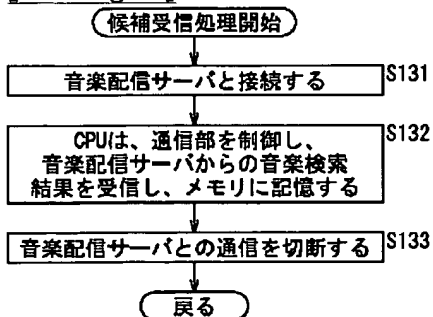 候補受信処理開始
音楽配信サーバと接続する S131
CPUは、通信部を制御し、 S132
音楽配信サーバからの音楽検索
結果を受信し、メモリに記憶する
音楽配信サーバとの通信を切断する S133
戻る